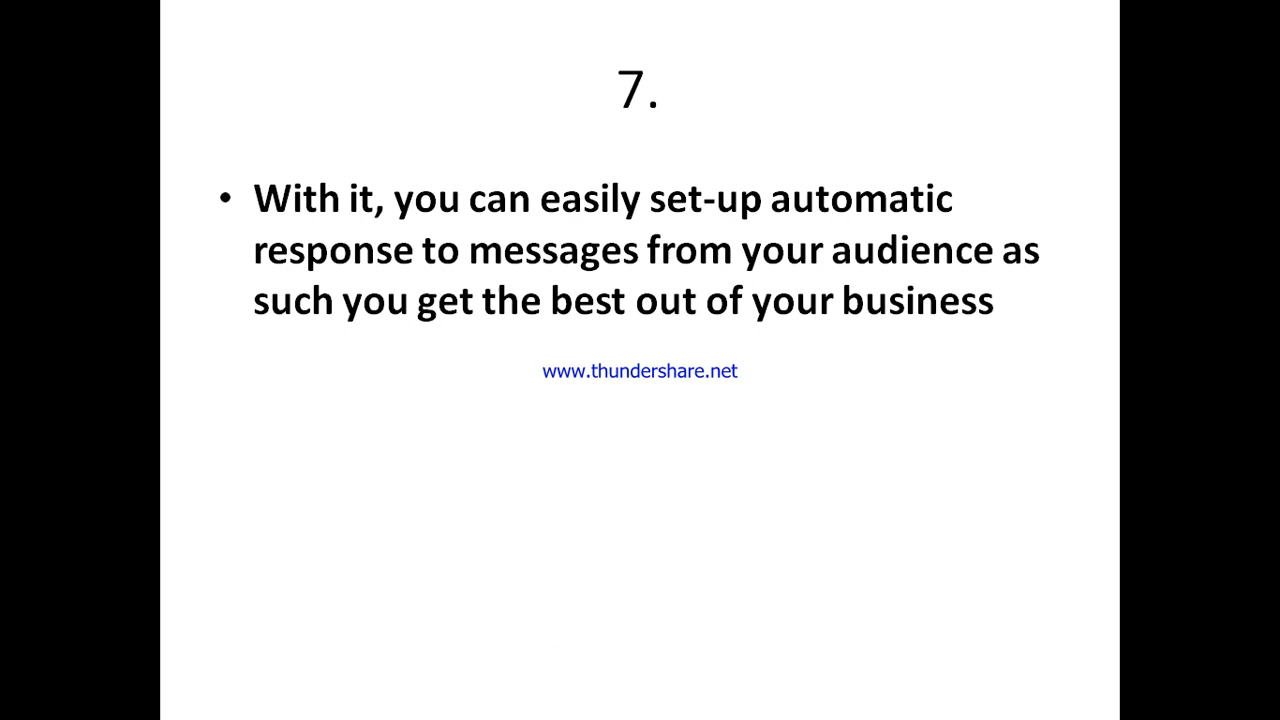 7.
• With it, you can easily set-up automatic
response to messages from your audience as
such you get the best out of your business
www.thundershare.net